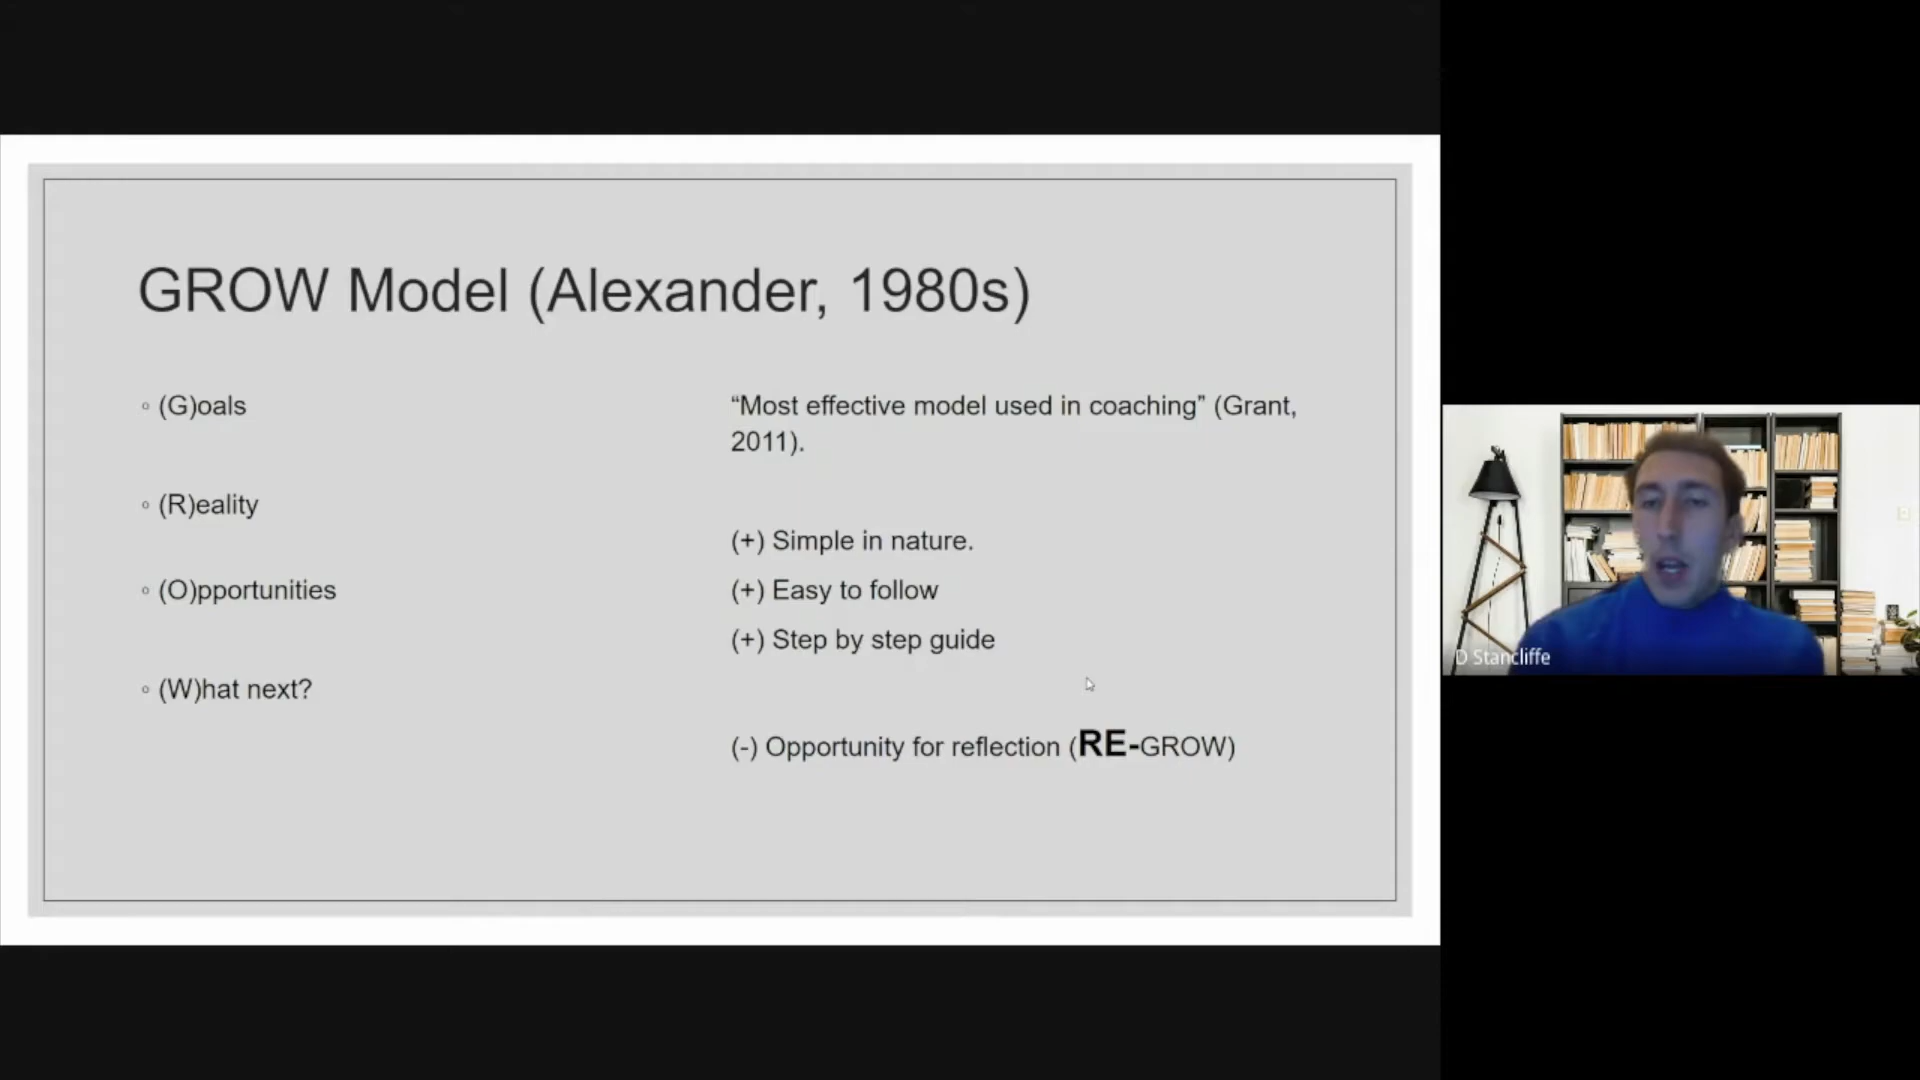 GROW Model (Alexander, 1980s)
◦ (G)oals
◦ (R)eality
◦ (O)pportunities
◦ (W)hat next?
“Most effective model used in coaching” (Grant,
2011).
(+) Simple in nature.
(+) Easy to follow
(+) Step by step guide
(-) Opportunity for reflection (RE-GROW)
D Stancliffe